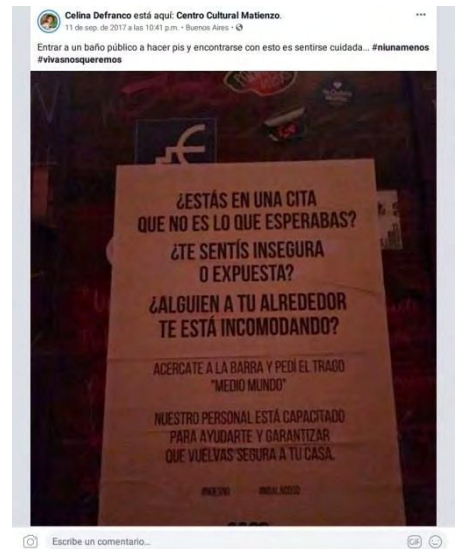 Celina Defranco está aquí: Centro Cultural Matienzo.
11 de sep. de 2017 a las 10:41 p.m. • Buenos Aires •
Entrar a un baño público a hacer pis y encontrarse con esto es sentirse cuidada... #niunamenos
#vivasnosqueremos
¿ESTÁS EN UNA CITA
QUE NO ES LO QUE ESPERABAS?
¿TE SENTÍS INSEGURA
O EXPUESTA?
¿ALGUIEN A TU ALREDEDOR
TE ESTÁ INCOMODANDO?
ACERCATE A LA BARRA Y PEDÍ EL TRAGO
"MEDIO MUNDO"
NUESTRO PERSONAL ESTÁ CAPACITADO
PARA AYUDARTE Y GARANTIZAR
QUE VUELVAS SEGURA A TU CASA.
Escribe un comentario...
GIF